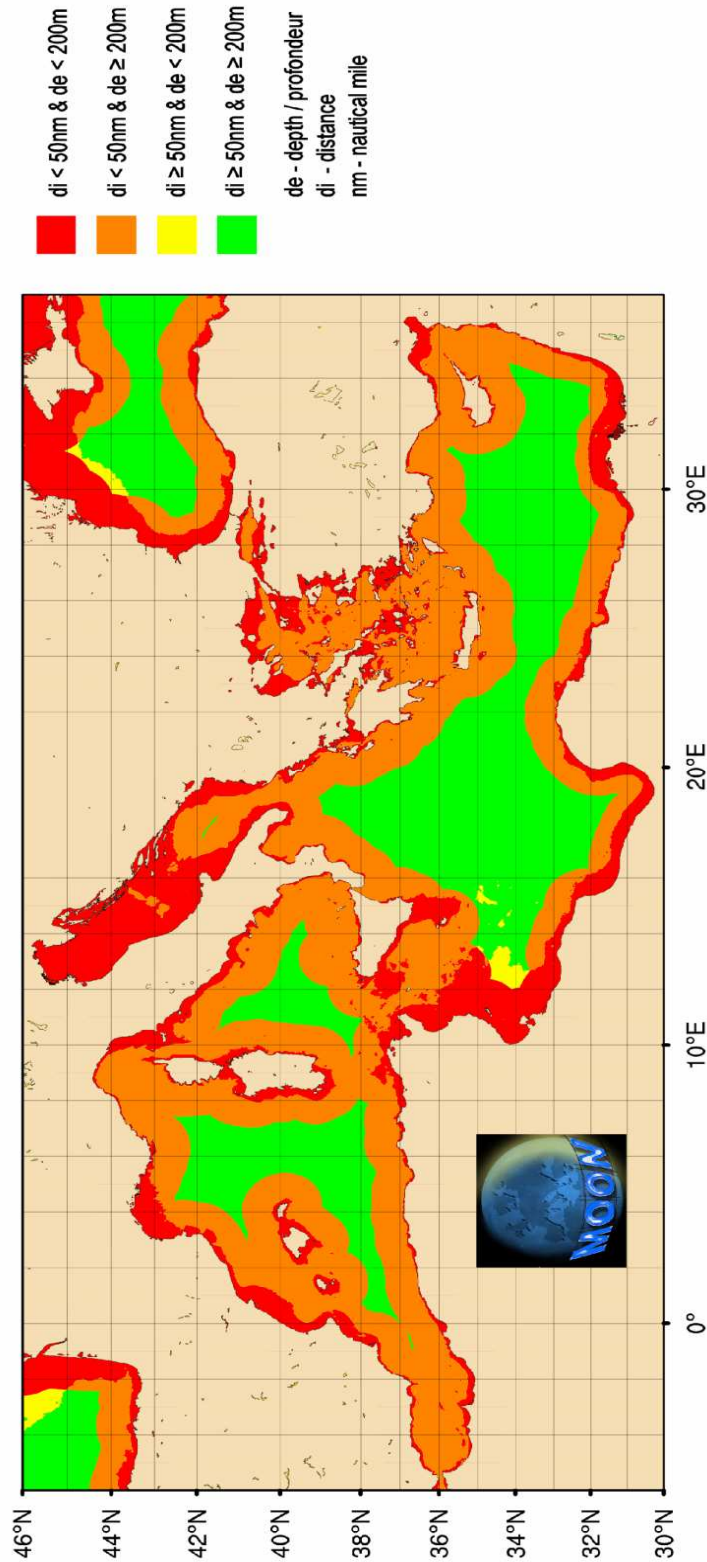 di < 50nm & de < 200m
di < 50nm & de ≥ 200m
di ≥ 50nm & de < 200m
di ≥ 50nm & de ≥ 200m
de - depth / profondeur
di - distance
nm - nautical mile
46°N
44°N
42°N
40°N
38°N
36°N
34°N
32°N
30°N
0°
10°E
20°E
30°E
MOON